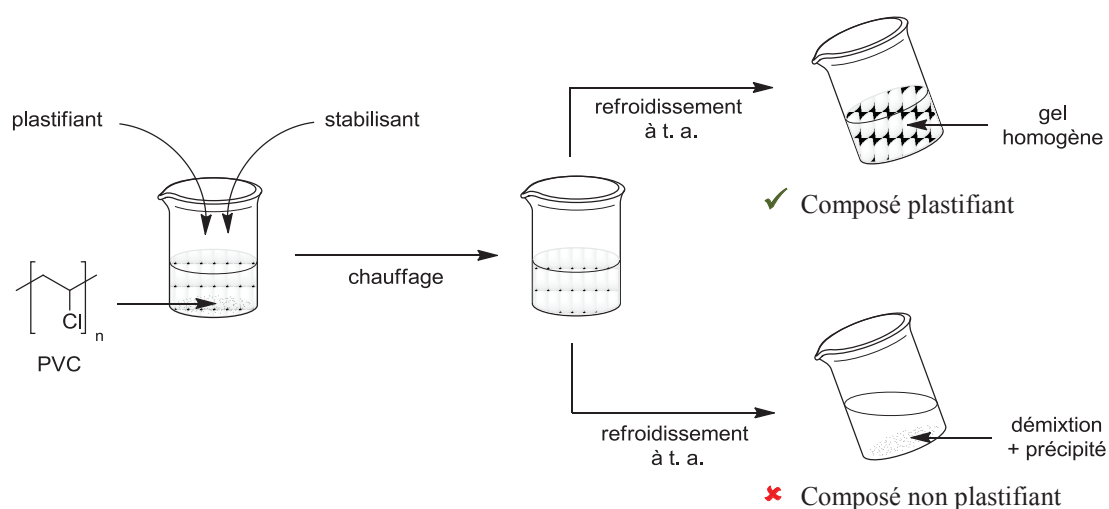 plastifiant
stabilisant
Cl
n
PVC
chauffage
refroidissement
à t. a.
gel
homogène
✓ Composé plastifiant
refroidissement
à t. a.
démixtion
+ précipité
✘ Composé non plastifiant